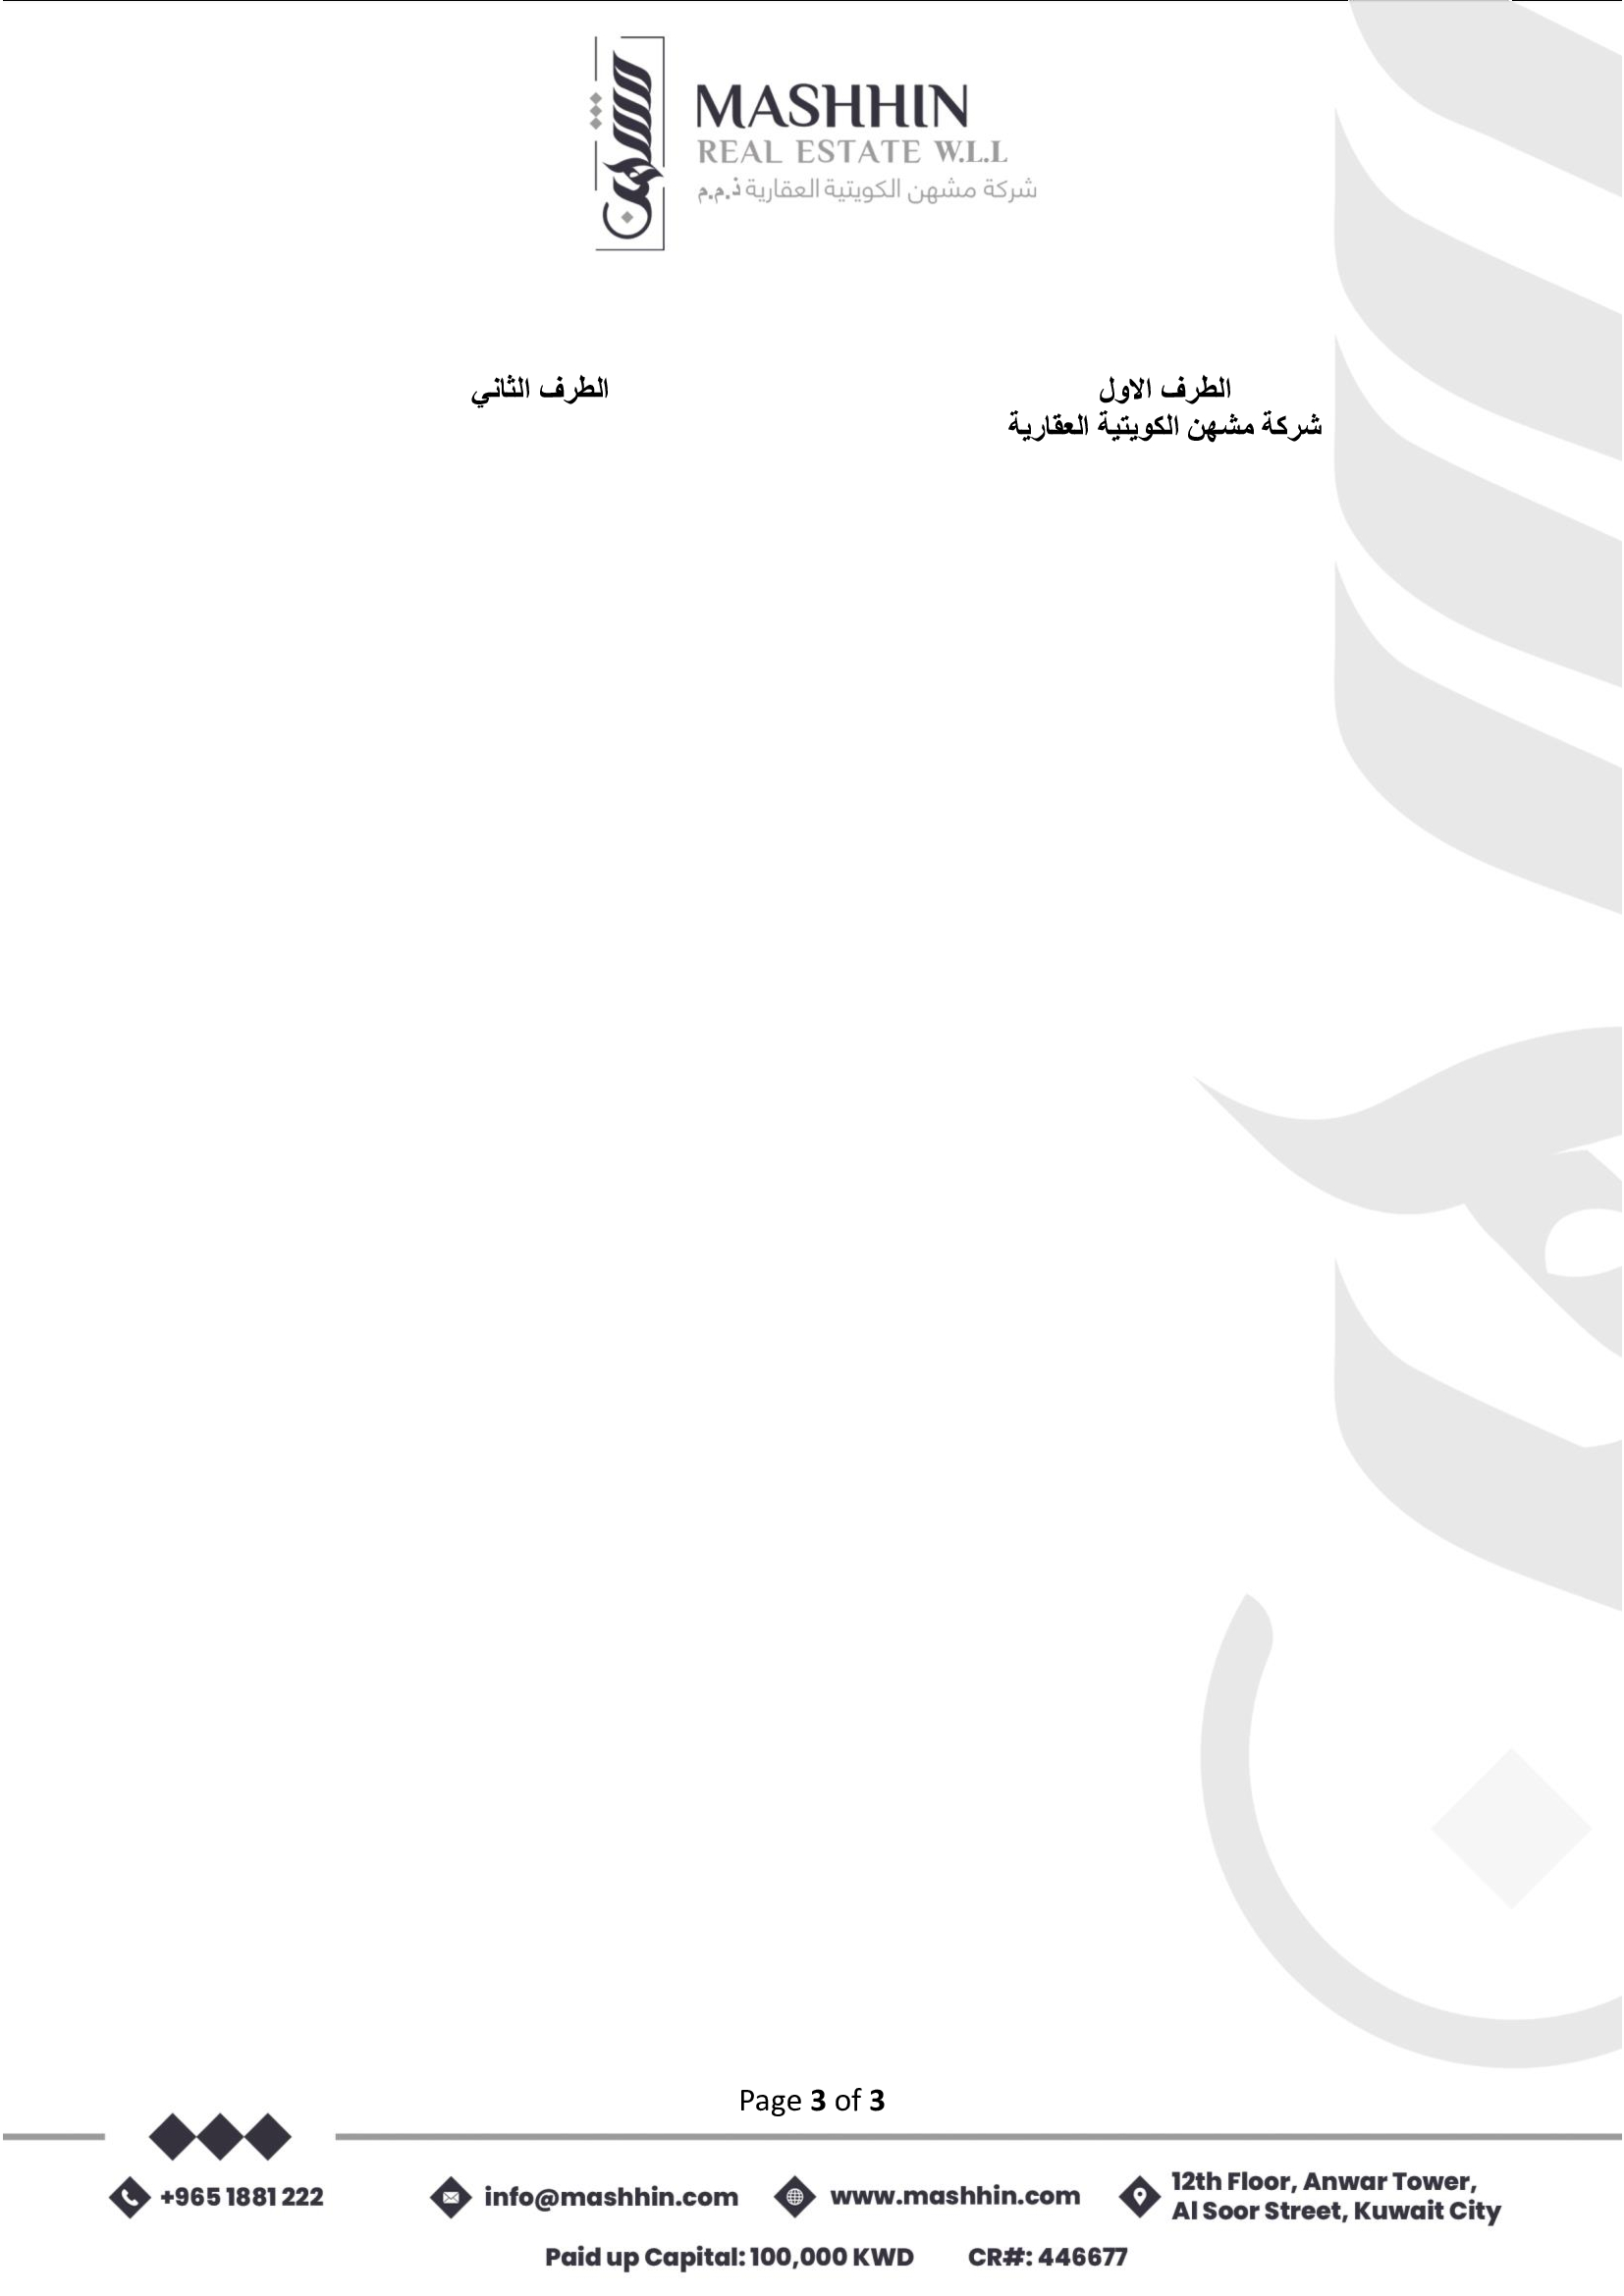 MASHHIN
REAL ESTATE W.L.L
شركة مشهن الكويتية العقارية ذ.م.م
الطرف الاول
الطرف الثاني
شركة مشهن الكويتية العقارية
Page 3 of 3
+965 1881 222
info@mashhin.com
www.mashhin.com
12th Floor, Anwar Tower,
Al Soor Street, Kuwait City
Paid up Capital: 100,000 KWD CR#: 446677